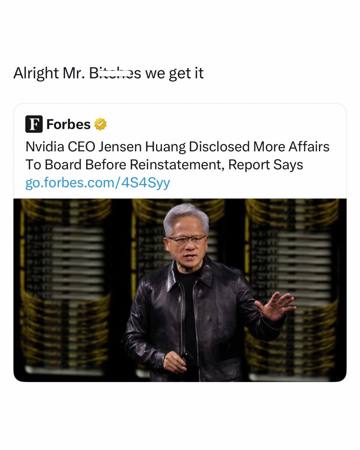 Alright Mr. Bitches we get it
F Forbes
Nvidia CEO Jensen Huang Disclosed More Affairs
To Board Before Reinstatement, Report Says
go.forbes.com/4S4Syy